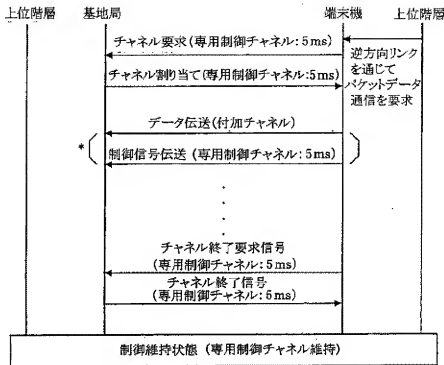 上位階層 基地局 端末機 上位階層
チャネル要求(専用制御チャネル:5ms)
逆方向リンク
を通じて
パケットデータ
通信を要求
チャネル割り当て(専用制御チャネル:5ms)
データ伝送(付加チャネル)
*
制御信号伝送(専用制御チャネル:5ms)
チャネル終了要求信号
(専用制御チャネル:5ms)
チャネル終了信号
(専用制御チャネル:5ms)
制御維持状態 (専用制御チャネル維持)